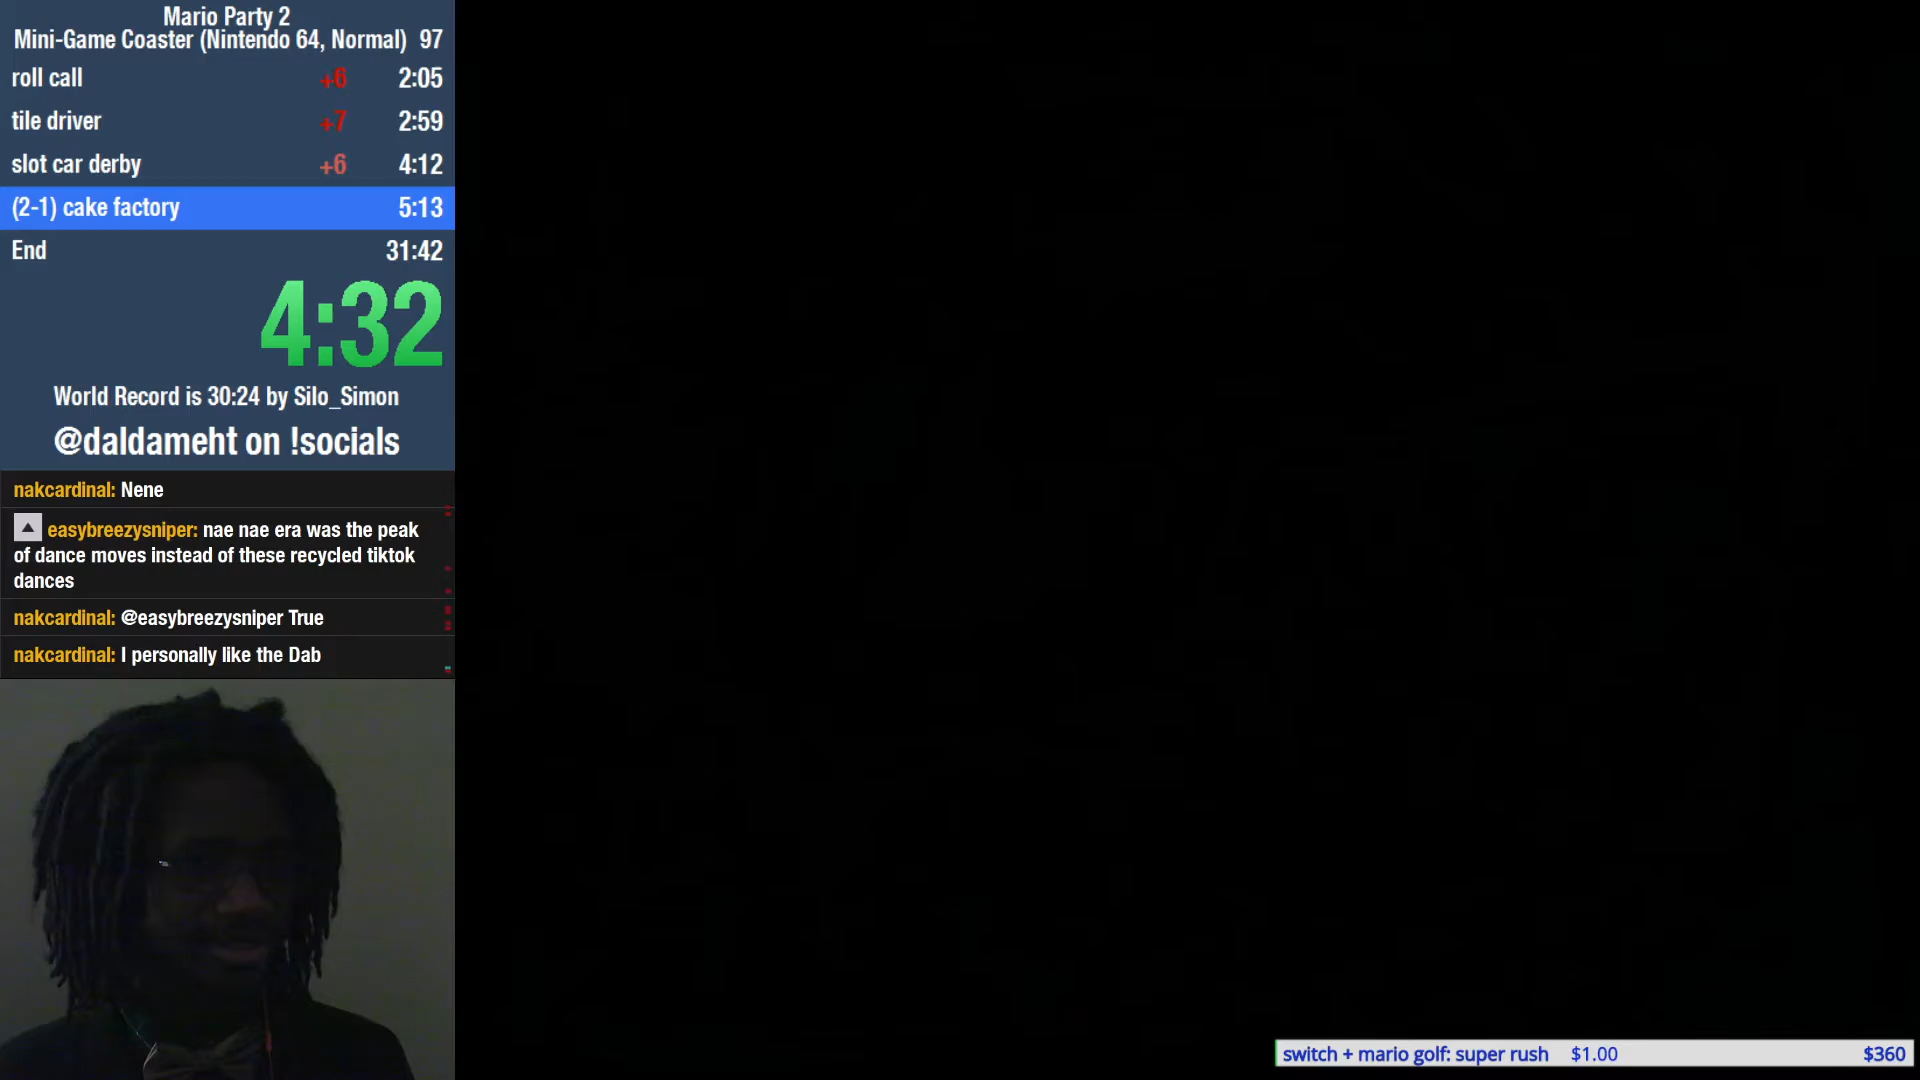 Mario Party 2
Mini-Game Coaster (Nintendo 64, Normal) 97
roll call +6 2:05
tile driver +7 2:59
slot car derby +6 4:12
(2-1) cake factory 5:13
End 31:42
4:32
World Record is 30:24 by Silo_Simon
@daldameht on !socials
nakcardinal: Nene
easybreezysniper: nae nae era was the peak
of dance moves instead of these recycled tiktok
dances
nakcardinal: @easybreezysniper True
nakcardinal: I personally like the Dab
switch + mario golf: super rush $1.00 $360